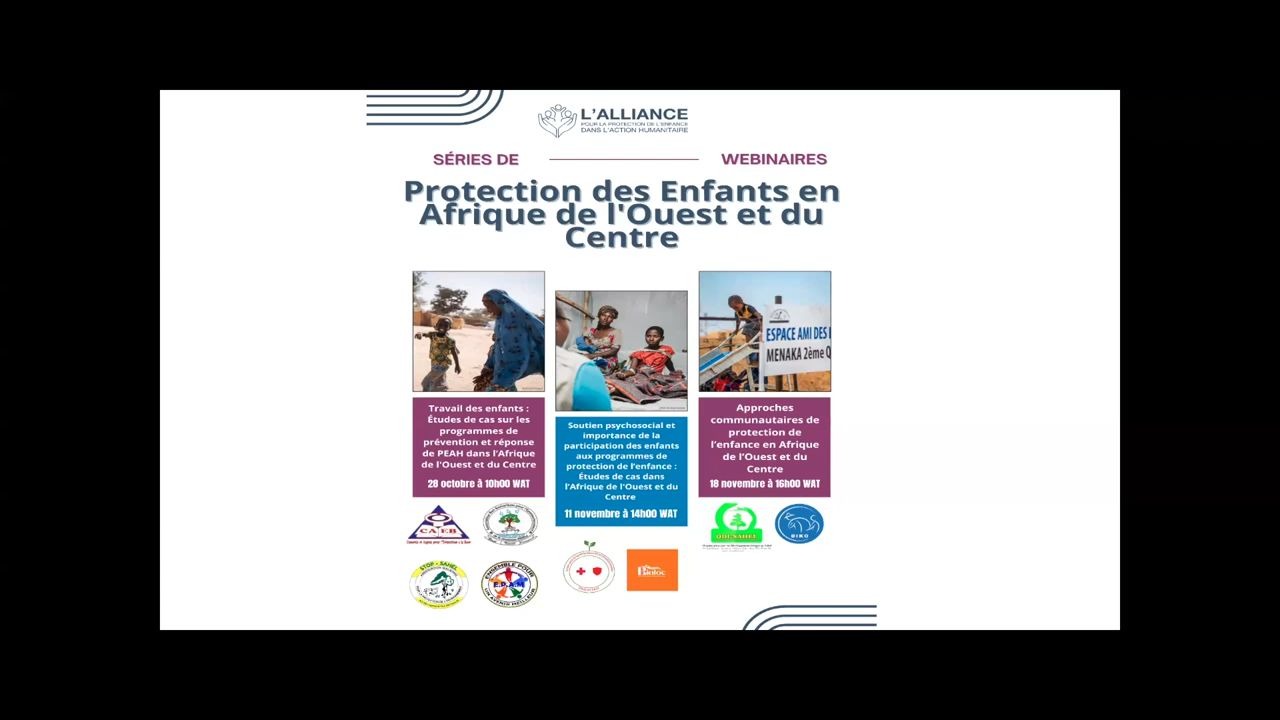 L'ALLIANCE
POUR LA PROTECTION DE L'ENFANCE
DANS L'ACTION HUMANITAIRE
SÉRIES DE
WEBINAIRES
Protection des Enfants en
Afrique de l'Ouest et du
Centre
ESPACE AMI DES
MENAKA 2ème Q
Travail des enfants :
Études de cas sur les
programmes de
prévention et réponse
de PEAH dans l’Afrique
de l'Ouest et du Centre
28 octobre à 10h00 WAT
Soutien psychosocial et
importance de la
participation des enfants
aux programmes de
protection de l’enfance :
Études de cas dans
l’Afrique de l'Ouest et du
Centre
11 novembre à 14h00 WAT
Approches
communautaires de
protection de
l’enfance en Afrique
de l’Ouest et du
Centre
18 novembre à 16h00 WAT
CAEB
STOP - SAHEL
ENSEMBLE POUR
E.P.A.M
UN AVENIR MEILLEUR